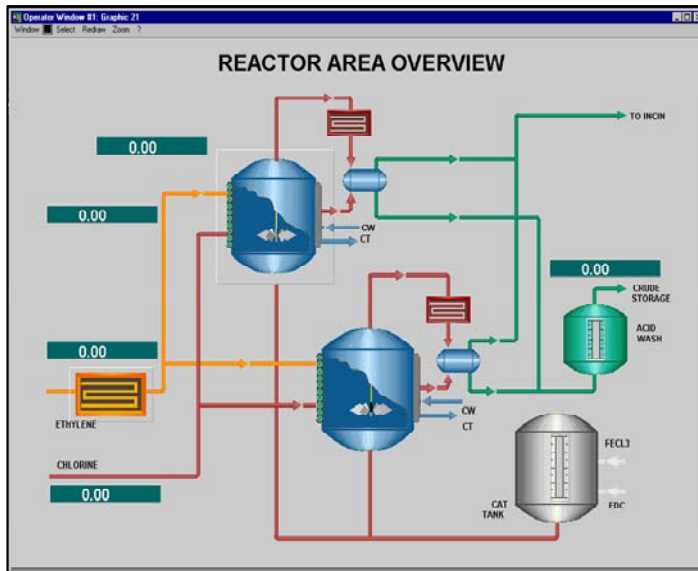 Operator Window #1: Graphic 21
Window Select Redraw Zoom ?
REACTOR AREA OVERVIEW
TO INCIN
0.00
0.00
CW
CT
0.00
CRUDE
STORAGE
ACID
WASH
0.00
ETHYLENE
CW
CT
CHLORINE
0.00
FECL3
CAT
TANK
EDC